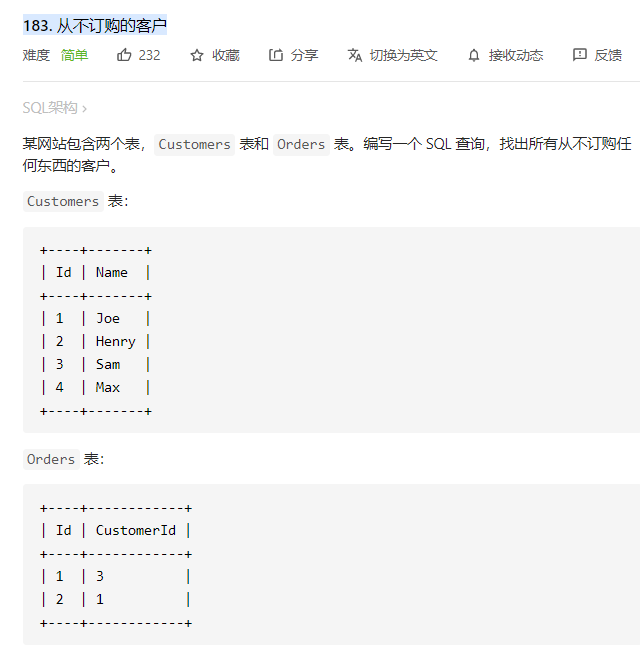 183. 从不订购的客户
难度 简单 232 收藏 分享 切换为英文 接收动态 反馈
SQL架构 ›
某网站包含两个表，Customers 表和 Orders 表。编写一个 SQL 查询，找出所有从不订购任
何东西的客户。
Customers 表：
+----+-------+
| Id | Name  |
+----+-------+
| 1  | Joe   |
| 2  | Henry |
| 3  | Sam   |
| 4  | Max   |
+----+-------+
Orders 表：
+----+------------+
| Id | CustomerId |
+----+------------+
| 1  | 3          |
| 2  | 1          |
+----+------------+